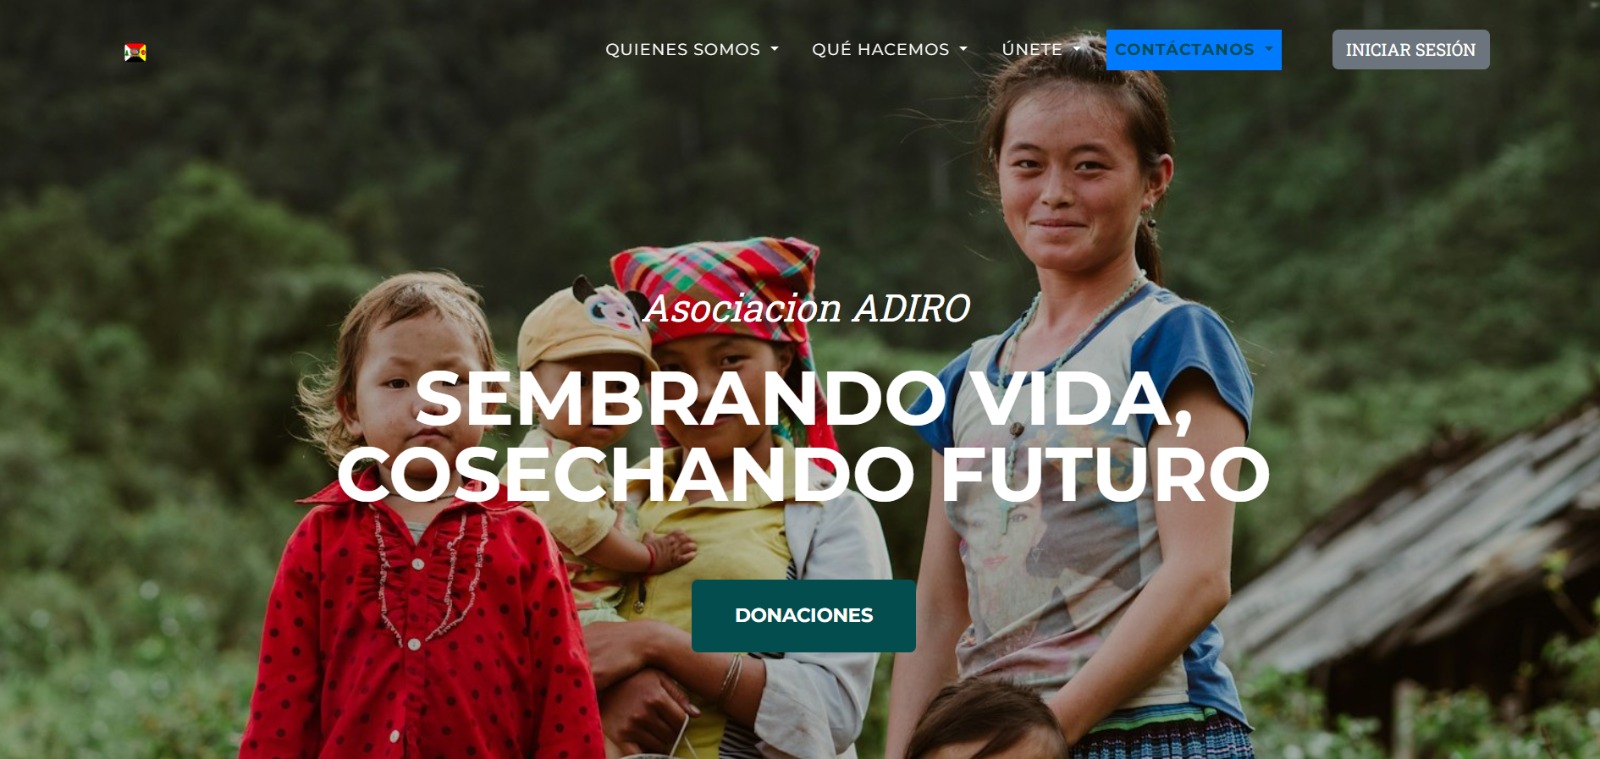 QUIENES SOMOS
QUÉ HACEMOS
ÚNETE
CONTÁCTANOS
INICIAR SESIÓN
Asociacion ADIRO
SEMBRANDO VIDA,
COSECHANDO FUTURO
DONACIONES